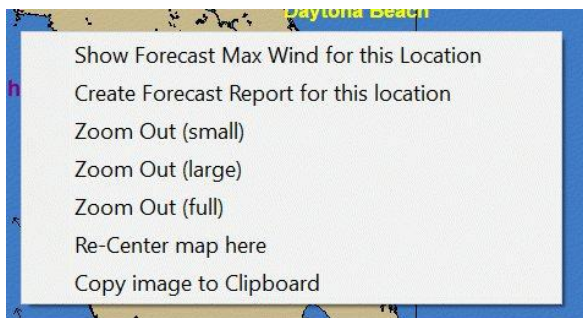 Daytona Beach
h
Show Forecast Max Wind for this Location
Create Forecast Report for this location
Zoom Out (small)
Zoom Out (large)
Zoom Out (full)
Re-Center map here
Copy image to Clipboard